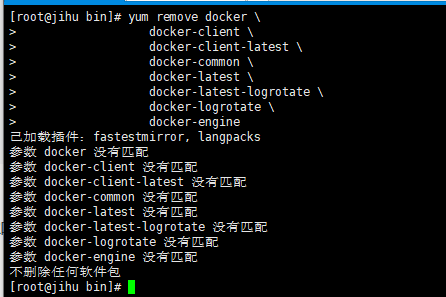 [root@jihu bin]# yum remove docker \
> docker-client \
> docker-client-latest \
> docker-common \
> docker-latest \
> docker-latest-logrotate \
> docker-logrotate \
> docker-engine
已加载插件：fastestmirror, langpacks
参数 docker 没有匹配
参数 docker-client 没有匹配
参数 docker-client-latest 没有匹配
参数 docker-common 没有匹配
参数 docker-latest 没有匹配
参数 docker-latest-logrotate 没有匹配
参数 docker-logrotate 没有匹配
参数 docker-engine 没有匹配
不删除任何软件包
[root@jihu bin]#